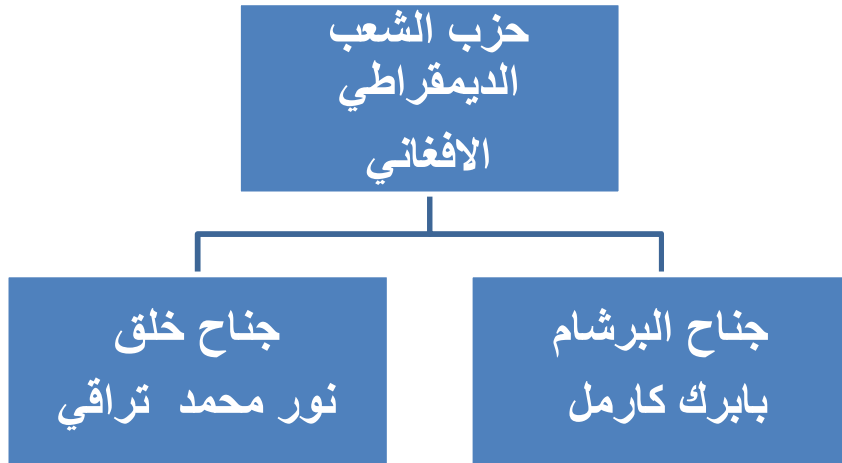 حزب الشعب
الديمقراطي
الافغاني
جناح البرشام
بابرك كارمل
جناح خلق
نور محمد تراقي